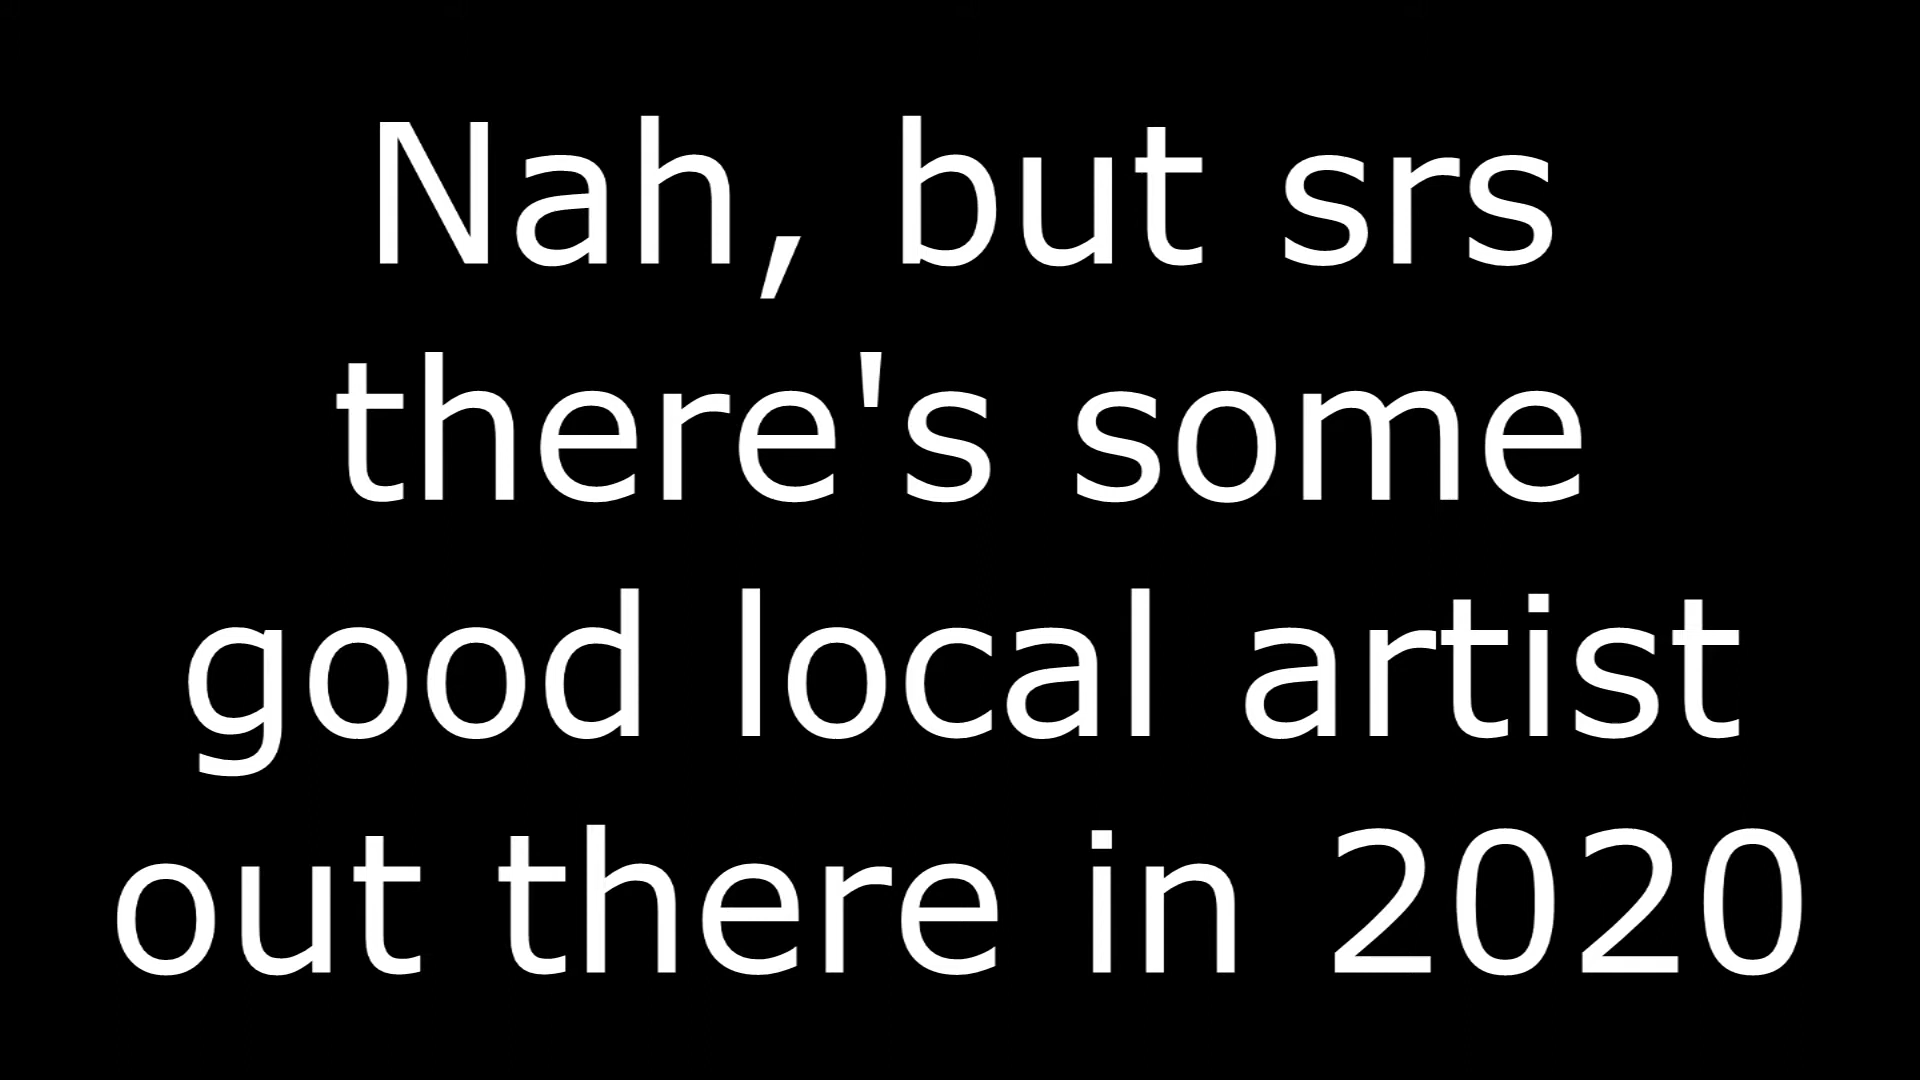 Nah, but srs
there's some
good local artist
out there in 2020